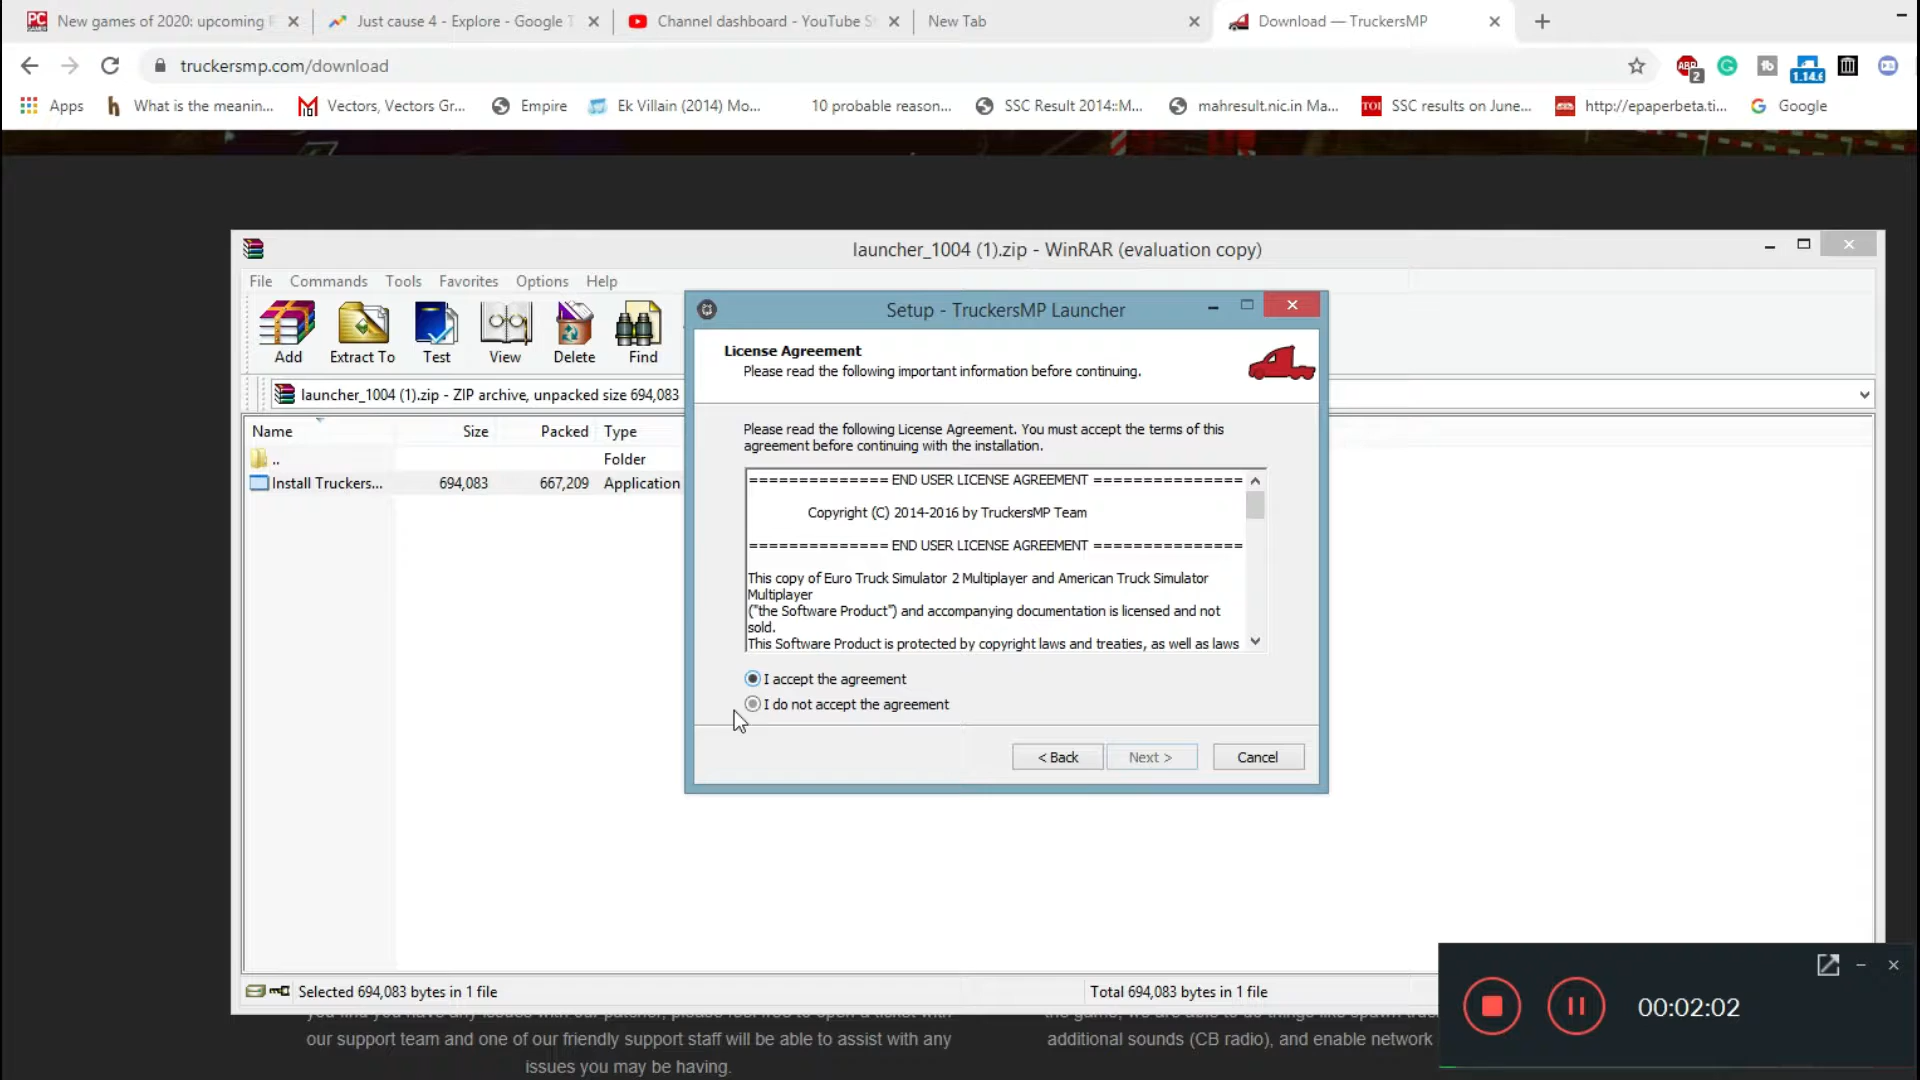 New games of 2020: upcoming
Just cause 4 - Explore - Google T
Channel dashboard - YouTube S
New Tab
Download — TruckersMP
truckersmp.com/download
ABP
2
1.14.6
Apps
What is the meanin...
Vectors, Vectors Gr...
Empire
Ek Villain (2014) Mo...
10 probable reason...
SSC Result 2014::M...
mahresult.nic.in Ma...
TOI
SSC results on June...
http://epaperbeta.ti...
Google
launcher_1004 (1).zip - WinRAR (evaluation copy)
File Commands Tools Favorites Options Help
Add Extract To Test View Delete Find
launcher_1004 (1).zip - ZIP archive, unpacked size 694,083
Name Size Packed Type
.. Folder
Install Truckers... 694,083 667,209 Application
Setup - TruckersMP Launcher
License Agreement
Please read the following important information before continuing.
Please read the following License Agreement. You must accept the terms of this
agreement before continuing with the installation.
============== END USER LICENSE AGREEMENT ===============
Copyright (C) 2014-2016 by TruckersMP Team
============== END USER LICENSE AGREEMENT ===============
This copy of Euro Truck Simulator 2 Multiplayer and American Truck Simulator
Multiplayer
("the Software Product") and accompanying documentation is licensed and not
sold.
This Software Product is protected by copyright laws and treaties, as well as laws
I accept the agreement
I do not accept the agreement
< Back Next > Cancel
Selected 694,083 bytes in 1 file
Total 694,083 bytes in 1 file
00:02:02
our support team and one of our friendly support staff will be able to assist with any
issues you may be having.
additional sounds (CB radio), and enable network